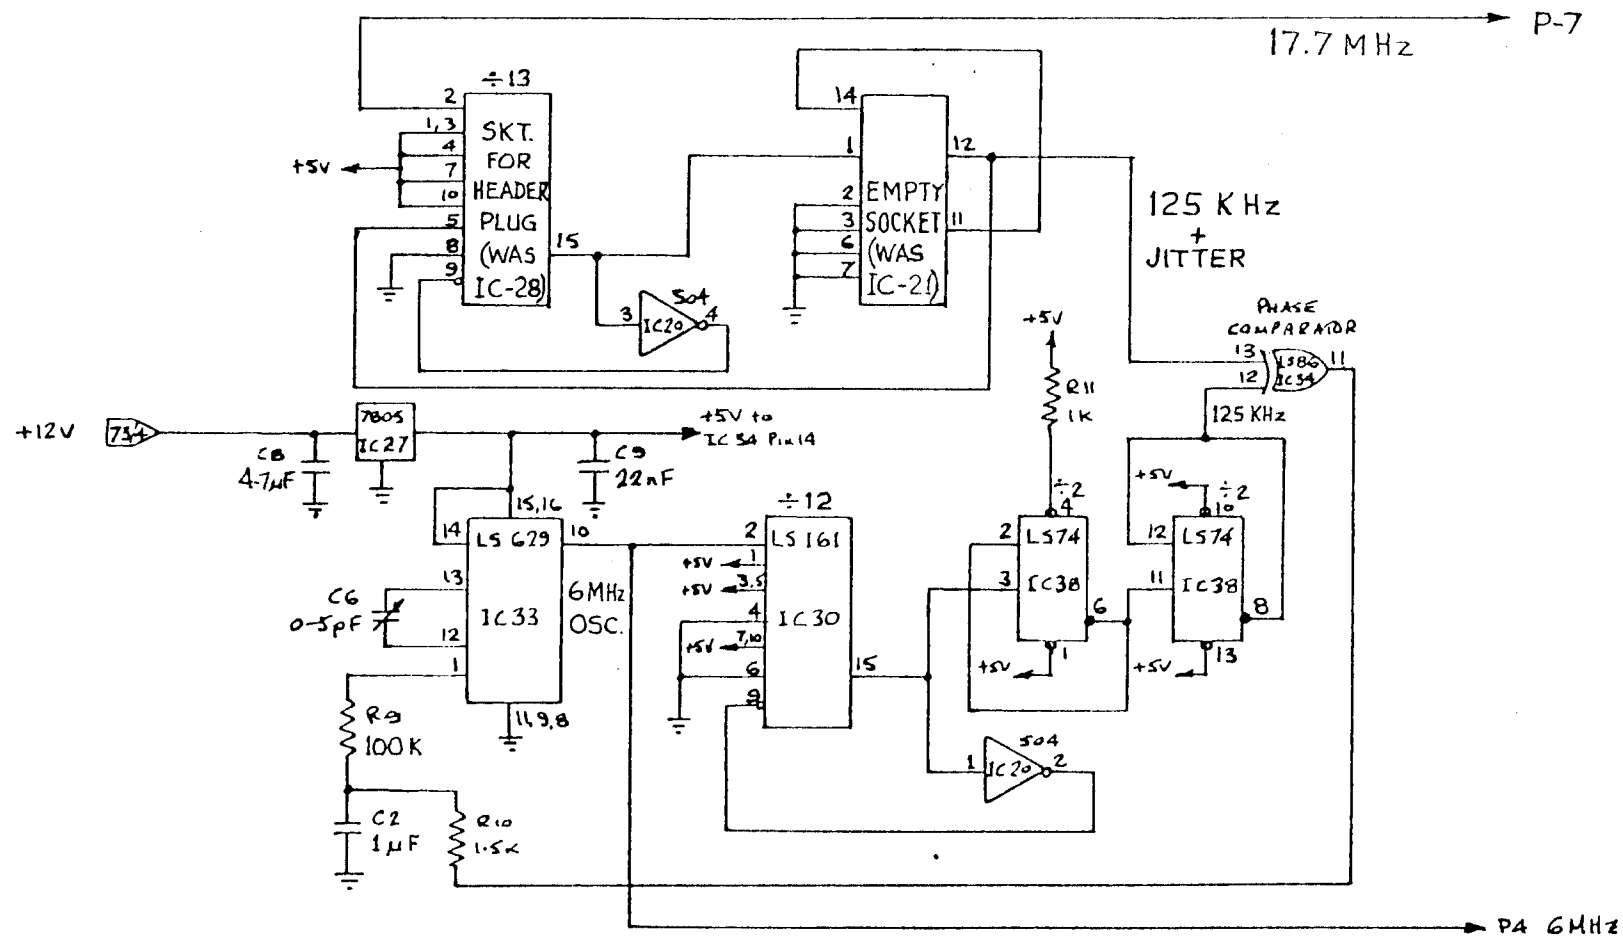 P-7
17.7 MHz
÷13
2
1,3
4
7
10
5
8
9
+5V
SKT.
FOR
HEADER
PLUG
(WAS
IC-28)
15
504
3
IC20
4
14
1
2
3
6
7
EMPTY
SOCKET
(WAS
IC-21)
12
11
125 KHz
+
JITTER
PHASE
COMPARATOR
13
12
LS86
IC34
11
125 KHz
+5V
R11
1K
+12V
7805
IC27
C8
4.7µF
+5V to
IC 34 Pin 14
C9
22nF
15,16
14
LS 629
10
13
IC33
12
1
11,9,8
6MHz
OSC.
C6
0-5pF
R9
100K
C2
1µF
R10
1.5K
÷12
2
LS 161
+5V
1
+5V
3,5
4
IC30
+5V
7,10
6
9
15
÷2
4
2
LS74
3
IC38
6
+5V
1
+5V
÷2
10
12
LS74
11
IC38
8
+5V
13
504
1
IC20
2
P4 6MHz